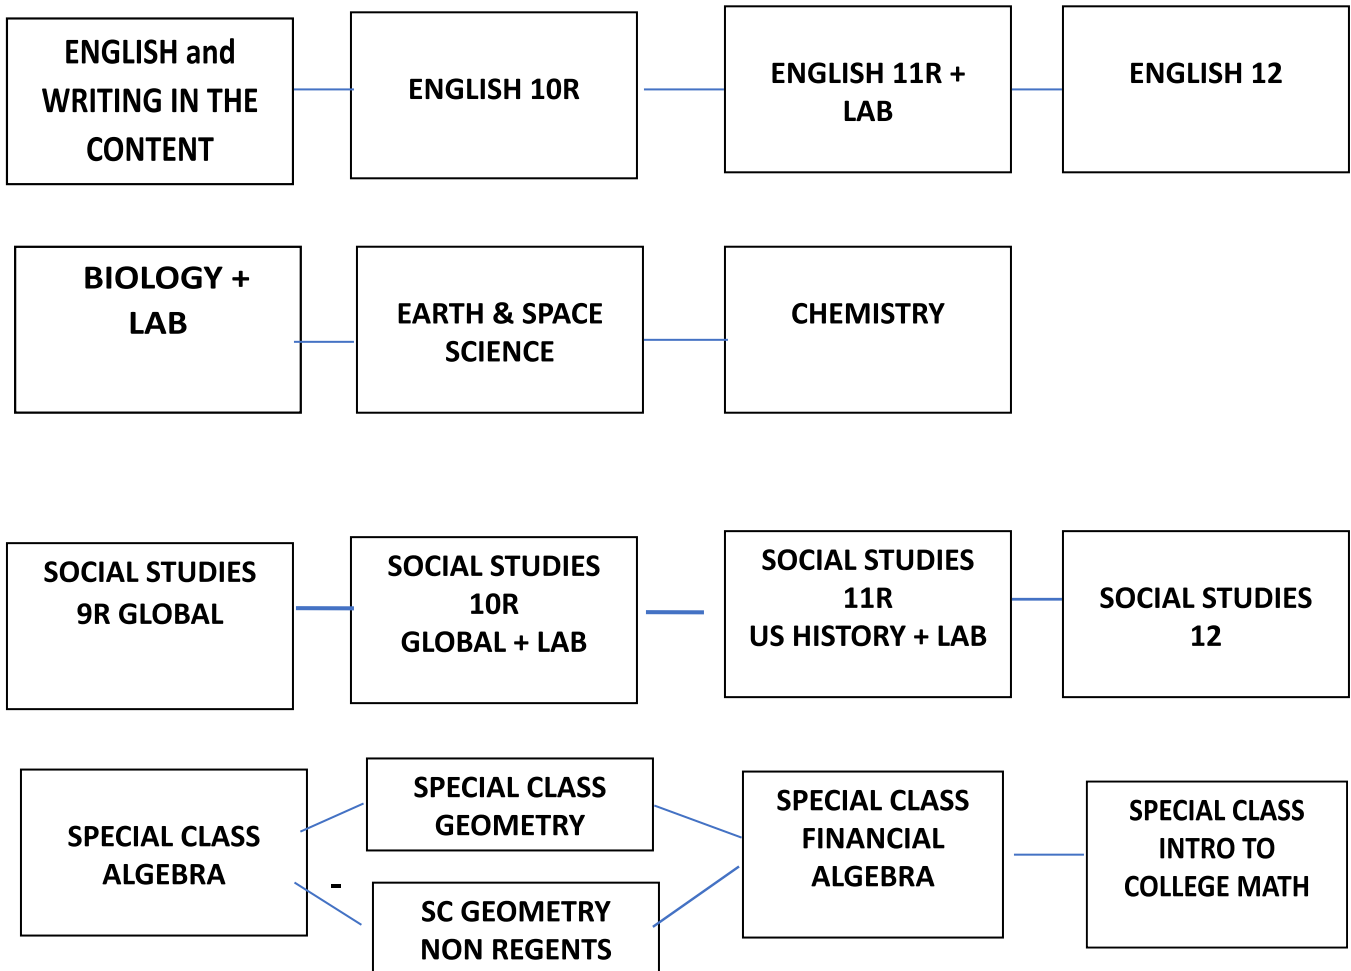 ENGLISH and
WRITING IN THE
CONTENT
ENGLISH 10R
ENGLISH 11R +
LAB
ENGLISH 12
BIOLOGY +
LAB
EARTH & SPACE
SCIENCE
CHEMISTRY
SOCIAL STUDIES
9R GLOBAL
SOCIAL STUDIES
10R
GLOBAL + LAB
SOCIAL STUDIES
11R
US HISTORY + LAB
SOCIAL STUDIES
12
SPECIAL CLASS
ALGEBRA
-
SPECIAL CLASS
GEOMETRY
SC GEOMETRY
NON REGENTS
SPECIAL CLASS
FINANCIAL
ALGEBRA
SPECIAL CLASS
INTRO TO
COLLEGE MATH